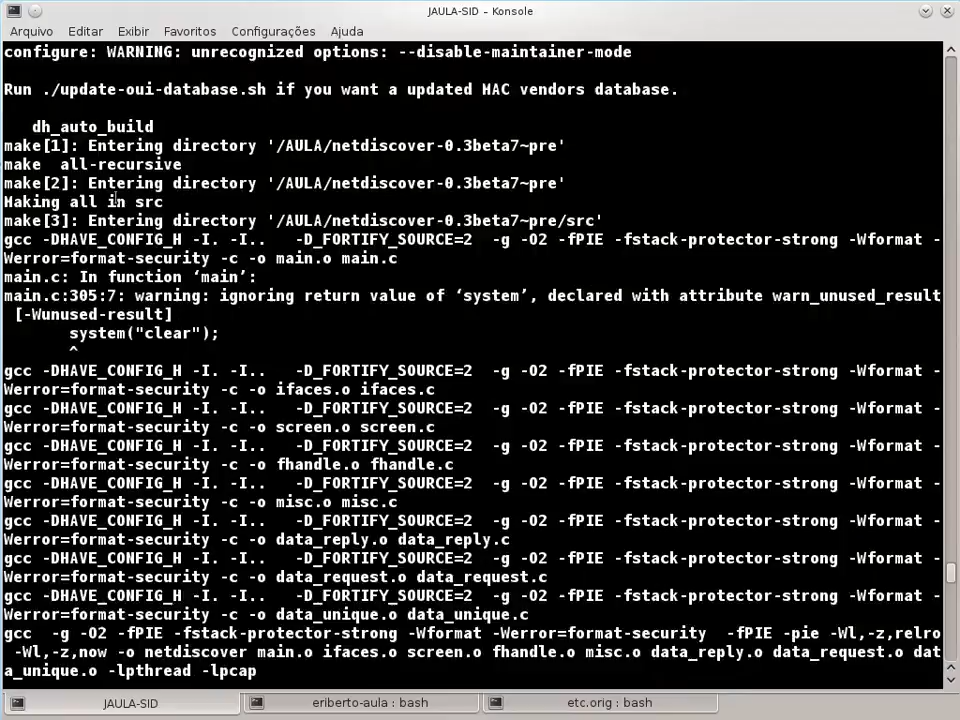 JAULA-SID – Konsole
Arquivo Editar Exibir Favoritos Configurações Ajuda
configure: WARNING: unrecognized options: --disable-maintainer-mode
Run ./update-oui-database.sh if you want a updated MAC vendors database.
dh_auto_build
make[1]: Entering directory '/AULA/netdiscover-0.3beta7~pre'
make  all-recursive
make[2]: Entering directory '/AULA/netdiscover-0.3beta7~pre'
Making all in src
make[3]: Entering directory '/AULA/netdiscover-0.3beta7~pre/src'
gcc -DHAVE_CONFIG_H -I. -I..   -D_FORTIFY_SOURCE=2  -g -O2 -fPIE -fstack-protector-strong -Wformat -
Werror=format-security -c -o main.o main.c
main.c: In function ‘main’:
main.c:305:7: warning: ignoring return value of ‘system’, declared with attribute warn_unused_result
[-Wunused-result]
system("clear");
^
gcc -DHAVE_CONFIG_H -I. -I..   -D_FORTIFY_SOURCE=2  -g -O2 -fPIE -fstack-protector-strong -Wformat -
Werror=format-security -c -o ifaces.o ifaces.c
gcc -DHAVE_CONFIG_H -I. -I..   -D_FORTIFY_SOURCE=2  -g -O2 -fPIE -fstack-protector-strong -Wformat -
Werror=format-security -c -o screen.o screen.c
gcc -DHAVE_CONFIG_H -I. -I..   -D_FORTIFY_SOURCE=2  -g -O2 -fPIE -fstack-protector-strong -Wformat -
Werror=format-security -c -o fhandle.o fhandle.c
gcc -DHAVE_CONFIG_H -I. -I..   -D_FORTIFY_SOURCE=2  -g -O2 -fPIE -fstack-protector-strong -Wformat -
Werror=format-security -c -o misc.o misc.c
gcc -DHAVE_CONFIG_H -I. -I..   -D_FORTIFY_SOURCE=2  -g -O2 -fPIE -fstack-protector-strong -Wformat -
Werror=format-security -c -o data_reply.o data_reply.c
gcc -DHAVE_CONFIG_H -I. -I..   -D_FORTIFY_SOURCE=2  -g -O2 -fPIE -fstack-protector-strong -Wformat -
Werror=format-security -c -o data_request.o data_request.c
gcc -DHAVE_CONFIG_H -I. -I..   -D_FORTIFY_SOURCE=2  -g -O2 -fPIE -fstack-protector-strong -Wformat -
Werror=format-security -c -o data_unique.o data_unique.c
gcc  -g -O2 -fPIE -fstack-protector-strong -Wformat -Werror=format-security  -fPIE -pie -Wl,-z,relro
-Wl,-z,now -o netdiscover main.o ifaces.o screen.o fhandle.o misc.o data_reply.o data_request.o dat
a_unique.o -lpthread -lpcap
JAULA-SID
eriberto-aula : bash
etc.orig : bash